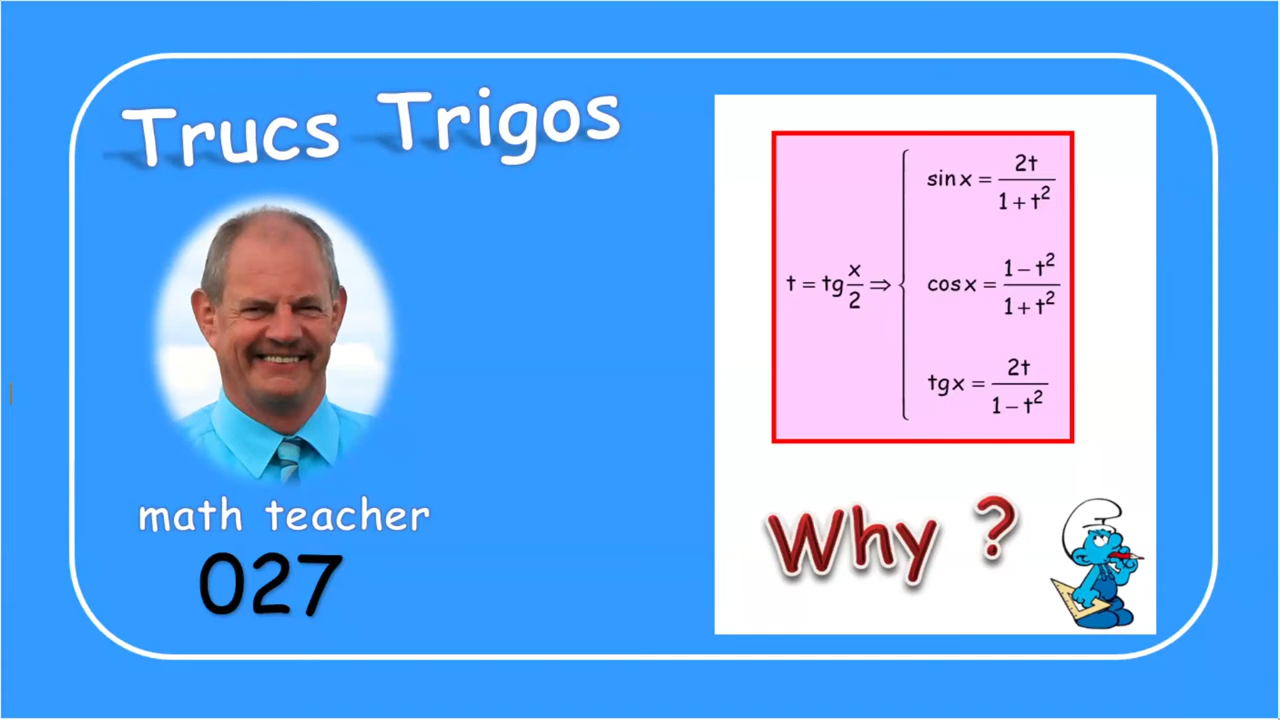 Trucs Trigos
math teacher
027
t = tg x/2 ⇒ {
sin x = 2t / 1 + t²
cos x = 1 − t² / 1 + t²
tg x = 2t / 1 − t²
Why ?